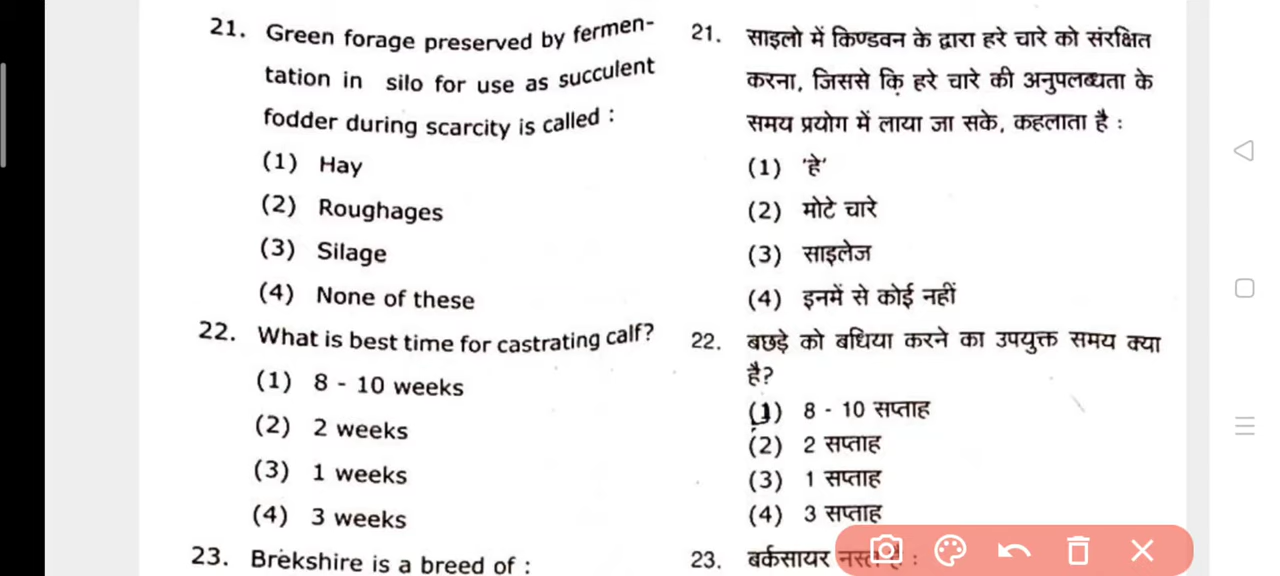 21. Green forage preserved by fermen-
tation in silo for use as succulent
fodder during scarcity is called :
(1) Hay
(2) Roughages
(3) Silage
(4) None of these
22. What is best time for castrating calf?
(1) 8 - 10 weeks
(2) 2 weeks
(3) 1 weeks
(4) 3 weeks
23. Brekshire is a breed of :
21. साइलो में किण्डवन के द्वारा हरे चारे को संरक्षित
करना, जिससे कि हरे चारे की अनुपलब्धता के
समय प्रयोग में लाया जा सके, कहलाता है :
(1) 'हे'
(2) मोटे चारे
(3) साइलेज
(4) इनमें से कोई नहीं
22. बछड़े को बधिया करने का उपयुक्त समय क्या
है?
(1) 8 - 10 सप्ताह
(2) 2 सप्ताह
(3) 1 सप्ताह
(4) 3 सप्ताह
23. बर्कसायर नस्ल है :